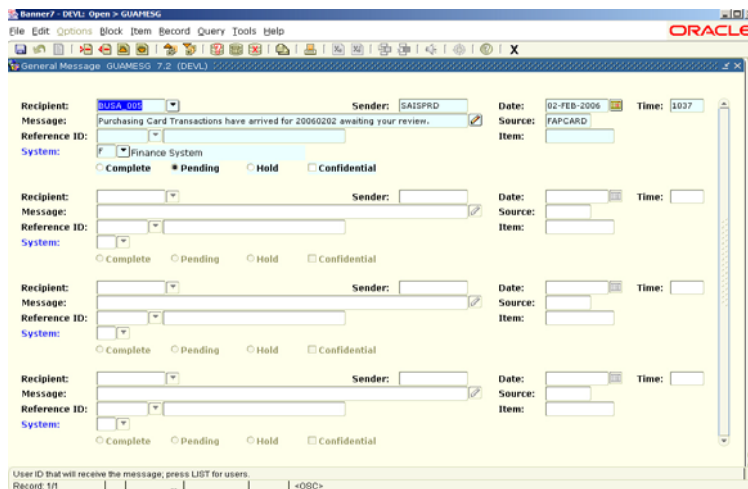 Banner7 - DEVL: Open > GUAMESG
File Edit Options Block Item Record Query Tools Help
ORACLE
X
General Message GUAMESG 7.2 (DEVL)
Recipient: BUSA_005 Sender: SAISPRD Date: 02-FEB-2006 Time: 1037
Message: Purchasing Card Transactions have arrived for 20060202 awaiting your review. Source: FAPCARD
Reference ID: Item:
System: F Finance System
Complete Pending Hold Confidential
Recipient: Sender: Date: Time:
Message: Source:
Reference ID: Item:
System:
Complete Pending Hold Confidential
Recipient: Sender: Date: Time:
Message: Source:
Reference ID: Item:
System:
Complete Pending Hold Confidential
Recipient: Sender: Date: Time:
Message: Source:
Reference ID: Item:
System:
Complete Pending Hold Confidential
User ID that will receive the message; press LIST for users.
Record: 1/1 ... <OSC>